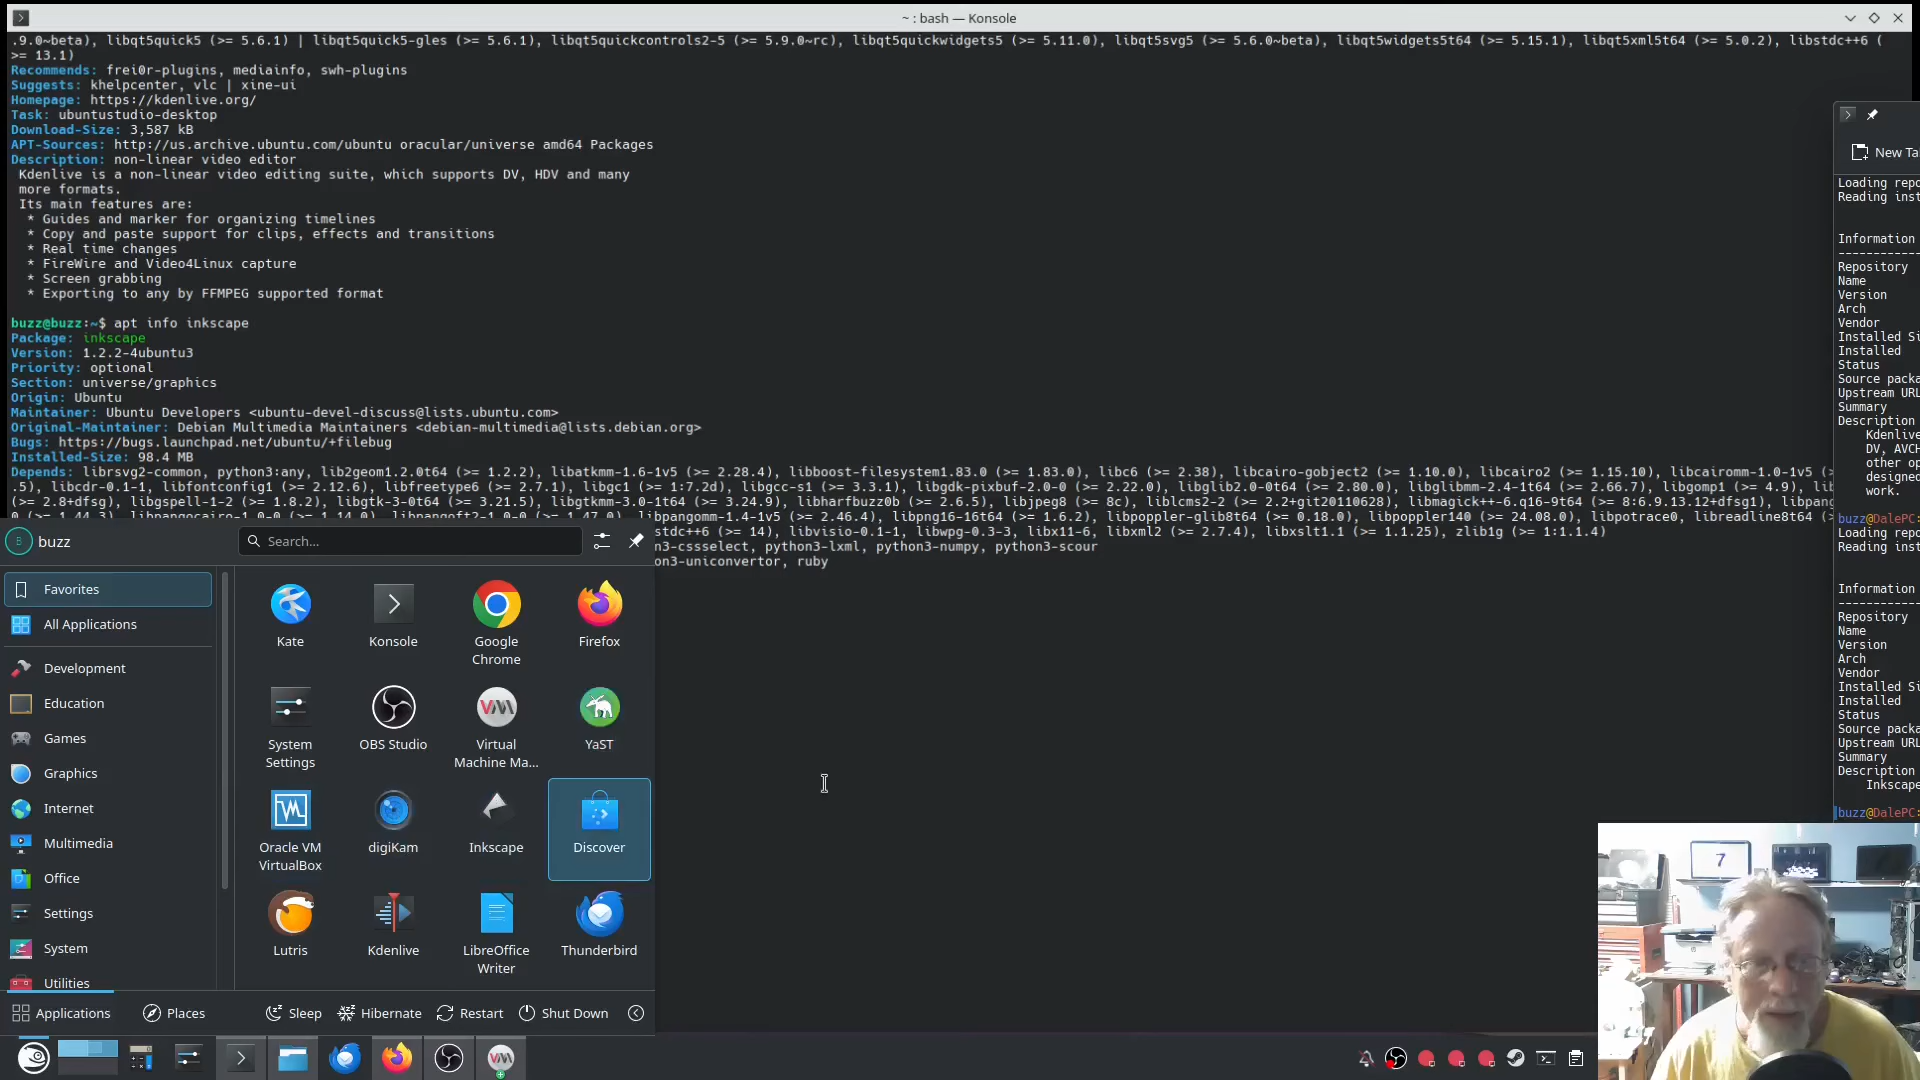 ~ : bash — Konsole
.9.0~beta), libqt5quick5 (>= 5.6.1) | libqt5quick5-gles (>= 5.6.1), libqt5quickcontrols2-5 (>= 5.9.0~rc), libqt5quickwidgets5 (>= 5.11.0), libqt5svg5 (>= 5.6.0~beta), libqt5widgets5t64 (>= 5.15.1), libqt5xml5t64 (>= 5.0.2), libstdc++6 (
>= 13.1)
Recommends: frei0r-plugins, mediainfo, swh-plugins
Suggests: khelpcenter, vlc | xine-ui
Homepage: https://kdenlive.org/
Task: ubuntustudio-desktop
Download-Size: 3,587 kB
APT-Sources: http://us.archive.ubuntu.com/ubuntu oracular/universe amd64 Packages
Description: non-linear video editor
Kdenlive is a non-linear video editing suite, which supports DV, HDV and many
more formats.
Its main features are:
* Guides and marker for organizing timelines
* Copy and paste support for clips, effects and transitions
* Real time changes
* FireWire and Video4Linux capture
* Screen grabbing
* Exporting to any by FFMPEG supported format
buzz@buzz:~$ apt info inkscape
Package: inkscape
Version: 1.2.2-4ubuntu3
Priority: optional
Section: universe/graphics
Origin: Ubuntu
Maintainer: Ubuntu Developers <ubuntu-devel-discuss@lists.ubuntu.com>
Original-Maintainer: Debian Multimedia Maintainers <debian-multimedia@lists.debian.org>
Bugs: https://bugs.launchpad.net/ubuntu/+filebug
Installed-Size: 98.4 MB
Depends: librsvg2-common, python3:any, lib2geom1.2.0t64 (>= 1.2.2), libatkmm-1.6-1v5 (>= 2.28.4), libboost-filesystem1.83.0 (>= 1.83.0), libc6 (>= 2.38), libcairo-gobject2 (>= 1.10.0), libcairo2 (>= 1.15.10), libcairomm-1.0-1v5 (>
.5), libcdr-0.1-1, libfontconfig1 (>= 2.12.6), libfreetype6 (>= 2.7.1), libgc1 (>= 1:7.2d), libgcc-s1 (>= 3.3.1), libgdk-pixbuf-2.0-0 (>= 2.22.0), libglib2.0-0t64 (>= 2.80.0), libglibmm-2.4-1t64 (>= 2.66.7), libgomp1 (>= 4.9), lib
(>= 2.8+dfsg), libgspell-1-2 (>= 1.8.2), libgtk-3-0t64 (>= 3.21.5), libgtkmm-3.0-1t64 (>= 3.24.9), libharfbuzz0b (>= 2.6.5), libjpeg8 (>= 8c), liblcms2-2 (>= 2.2+git20110628), libmagick++-6.q16-9t64 (>= 8:6.9.13.12+dfsg1), libpang
0 (>= 1.44.3), libpangocairo-1.0-0 (>= 1.14.0), libpangoft2-1.0-0 (>= 1.47.0), libpangomm-1.4-1v5 (>= 2.46.4), libpng16-16t64 (>= 1.6.2), libpoppler-glib8t64 (>= 0.18.0), libpoppler140 (>= 24.08.0), libpotrace0, libreadline8t64 (>
stdc++6 (>= 14), libvisio-0.1-1, libwpg-0.3-3, libx11-6, libxml2 (>= 2.7.4), libxslt1.1 (>= 1.1.25), zlib1g (>= 1:1.1.4)
n3-cssselect, python3-lxml, python3-numpy, python3-scour
on3-uniconvertor, ruby
New Ta
Loading repo
Reading inst
Information
------------
Repository
Name
Version
Arch
Vendor
Installed Si
Installed
Status
Source packa
Upstream URL
Summary
Description
Kdenlive
DV, AVCH
other op
designed
work.
buzz@DalePC:
Loading repo
Reading inst
Information
------------
Repository
Name
Version
Arch
Vendor
Installed Si
Installed
Status
Source packa
Upstream URL
Summary
Description
Inkscape
buzz@DalePC:
B
buzz
Search...
Favorites
All Applications
Development
Education
Games
Graphics
Internet
Multimedia
Office
Settings
System
Utilities
Kate
Konsole
Google
Chrome
Firefox
System
Settings
OBS Studio
Virtual
Machine Ma...
YaST
Oracle VM
VirtualBox
digiKam
Inkscape
Discover
Lutris
Kdenlive
LibreOffice
Writer
Thunderbird
Applications
Places
Sleep
Hibernate
Restart
Shut Down
7